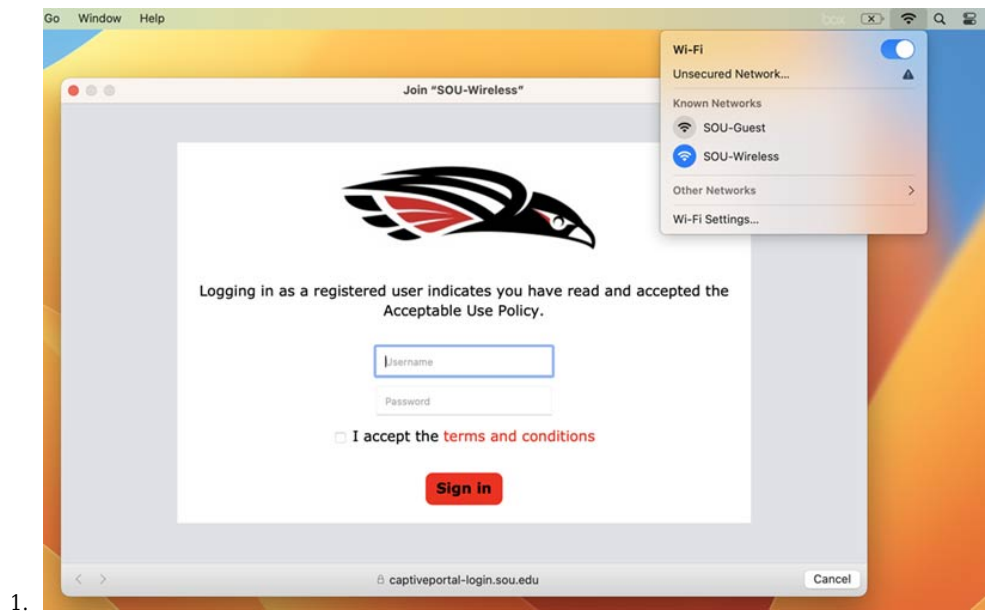 Go Window Help
box
Wi-Fi
Unsecured Network...
Known Networks
SOU-Guest
SOU-Wireless
Other Networks
Wi-Fi Settings...
Join "SOU-Wireless"
Logging in as a registered user indicates you have read and accepted the
Acceptable Use Policy.
Username
Password
I accept the terms and conditions
Sign in
captiveportal-login.sou.edu
Cancel
1.